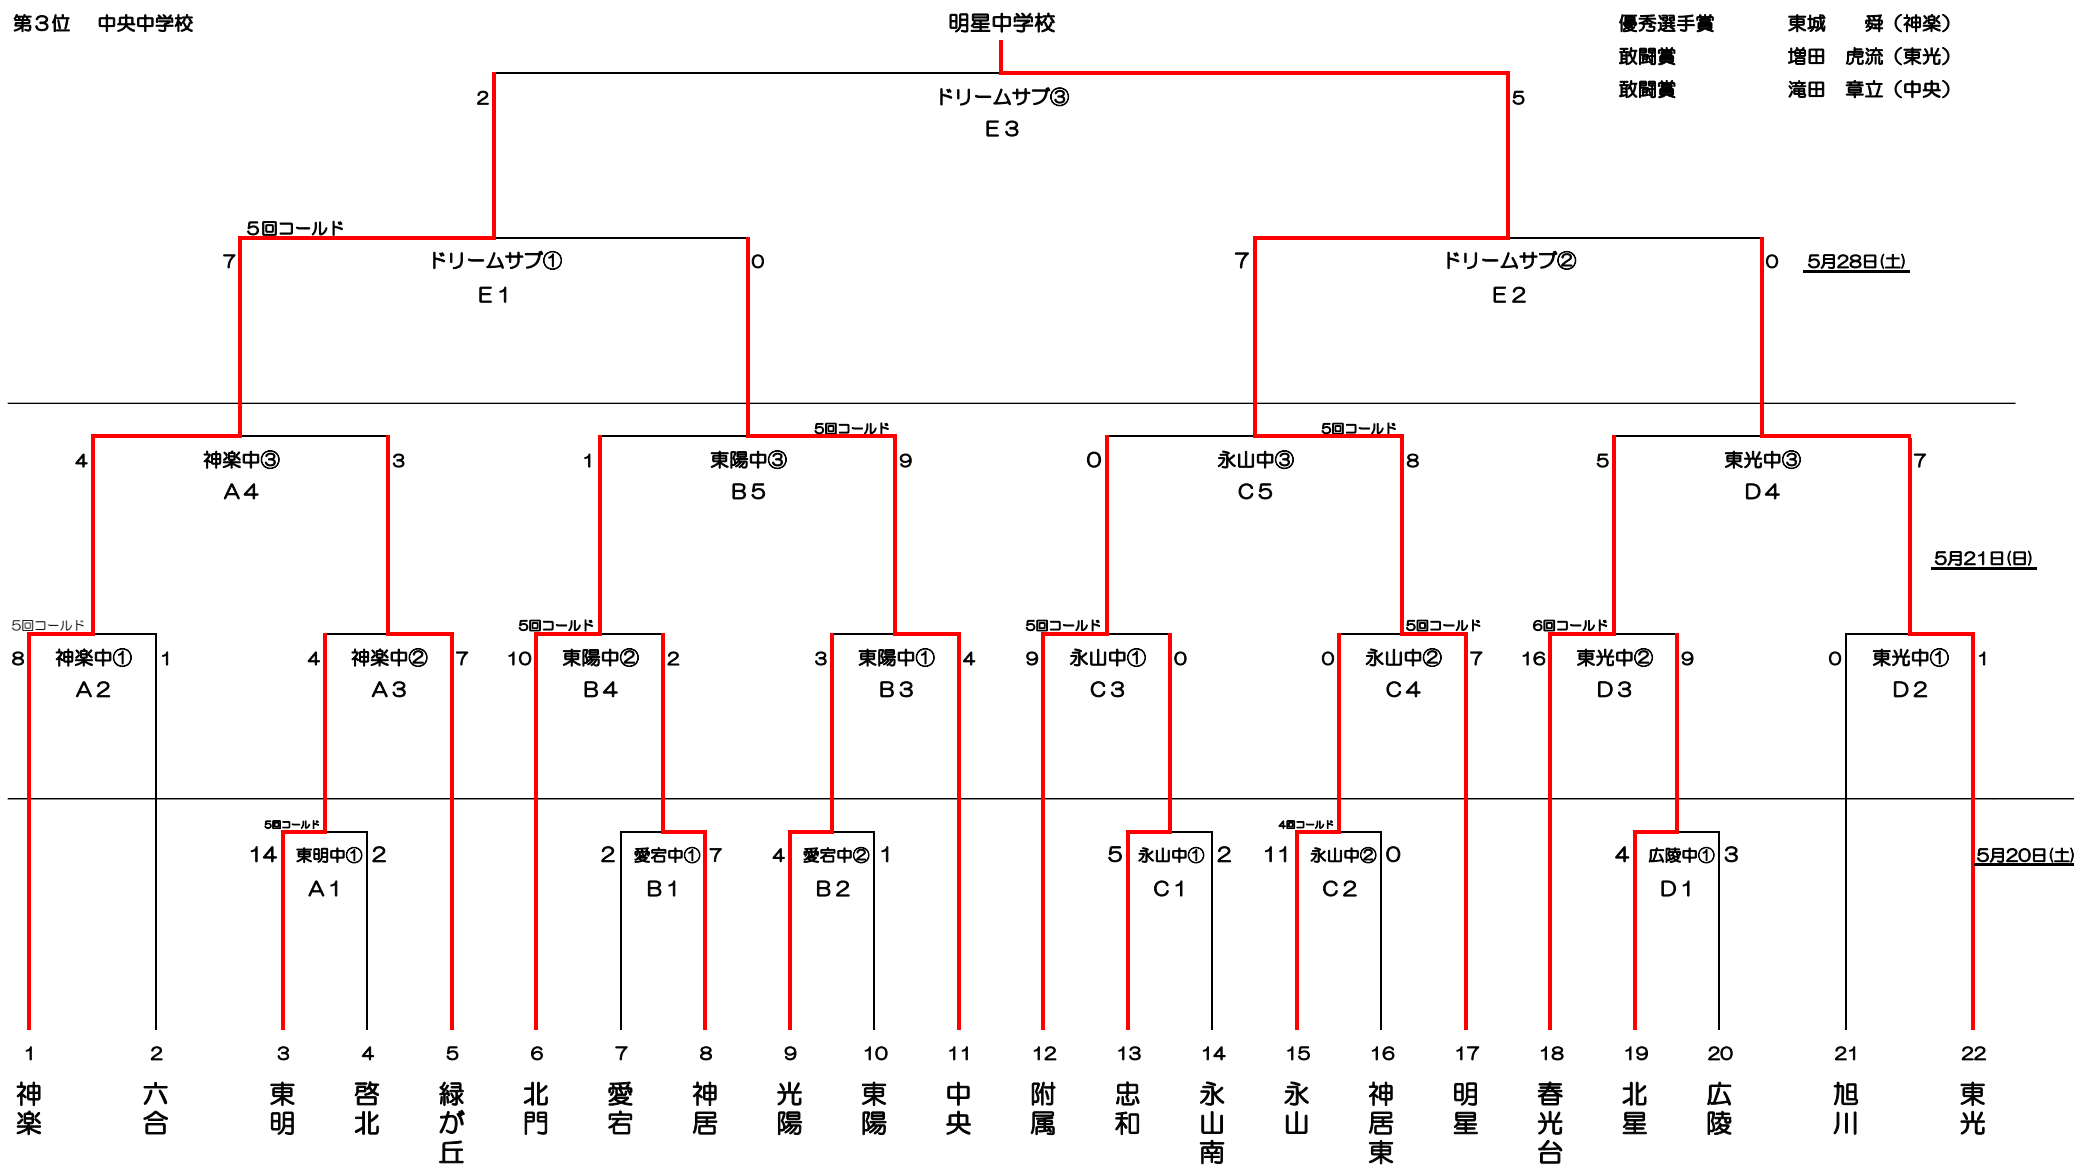 第３位　中央中学校
明星中学校
優秀選手賞　東城　舜（神楽）
敢闘賞　増田　虎流（東光）
敢闘賞　滝田　章立（中央）
2 ドリームサブ③ 5
E3
5回コールド
7 ドリームサブ① 0 7 ドリームサブ② 0 5月28日(土)
E1 E2
5回コールド 5回コールド
4 神楽中③ 3 1 東陽中③ 9 0 永山中③ 8 5 東光中③ 7
A4 B5 C5 D4
5月21日(日)
5回コールド 5回コールド 5回コールド 5回コールド 6回コールド
8 神楽中① 1 4 神楽中② 7 10 東陽中② 2 3 東陽中① 4 9 永山中① 0 0 永山中② 7 16 東光中② 9 0 東光中① 1
A2 A3 B4 B3 C3 C4 D3 D2
5回コールド 4回コールド
14 東明中① 2 2 愛宕中① 7 4 愛宕中② 1 5 永山中① 2 11 永山中② 0 4 広陵中① 3 5月20日(土)
A1 B1 B2 C1 C2 D1
1 2 3 4 5 6 7 8 9 10 11 12 13 14 15 16 17 18 19 20 21 22
神楽 六合 東明 啓北 緑が丘 北門 愛宕 神居 光陽 東陽 中央 附属 忠和 永山南 永山 神居東 明星 春光台 北星 広陵 旭川 東光